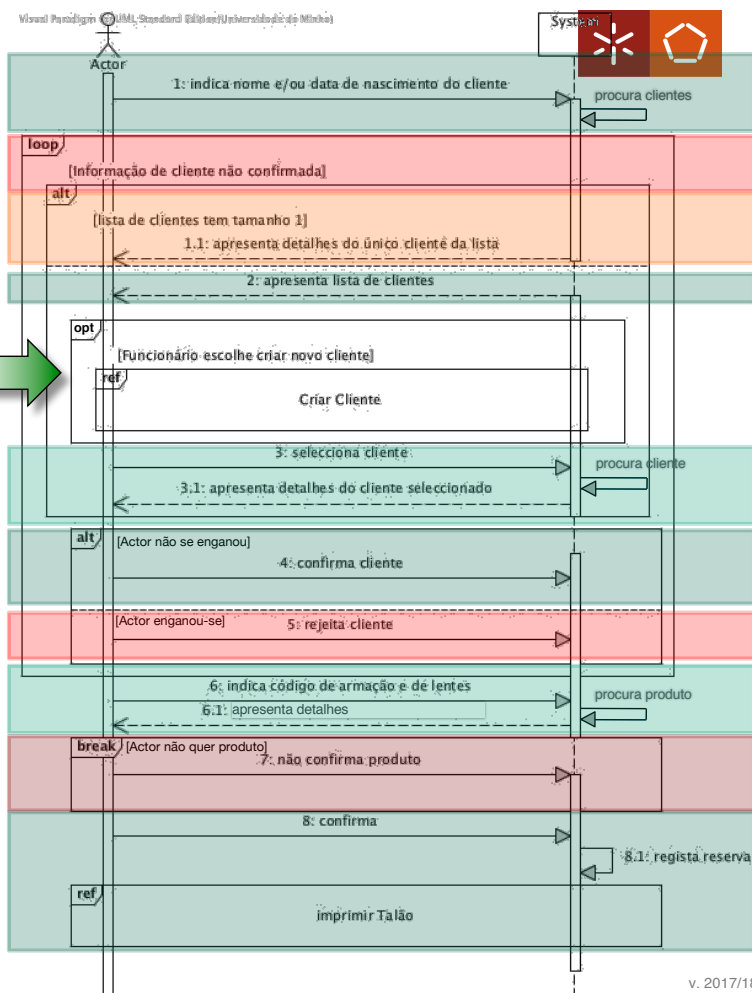 Visual Paradigm for UML Standard Edition(Universidade do Minho)
System
Actor
1: indica nome e/ou data de nascimento do cliente
procura clientes
loop
[Informação de cliente não confirmada]
alt
[lista de clientes tem tamanho 1]
1.1: apresenta detalhes do único cliente da lista
2: apresenta lista de clientes
opt
[Funcionário escolhe criar novo cliente]
ref
Criar Cliente
3: selecciona cliente
procura cliente
3.1: apresenta detalhes do cliente seleccionado
alt
[Actor não se enganou]
4: confirma cliente
[Actor enganou-se]
5: rejeita cliente
6: indica código de armação e de lentes
procura produto
6.1: apresenta detalhes
break
[Actor não quer produto]
7: não confirma produto
8: confirma
8.1: regista reserva
ref
imprimir Talão
v. 2017/18